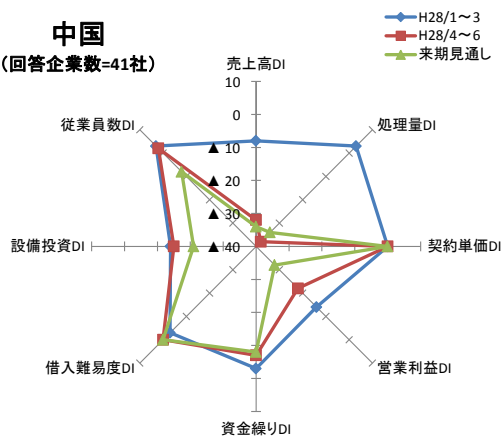 中国
(回答企業数=41社)
H28/1～3
H28/4～6
来期見通し
売上高DI
処理量DI
契約単価DI
営業利益DI
資金繰りDI
借入難易度DI
設備投資DI
従業員数DI
10
0
▲ 10
▲ 20
▲ 30
▲ 40